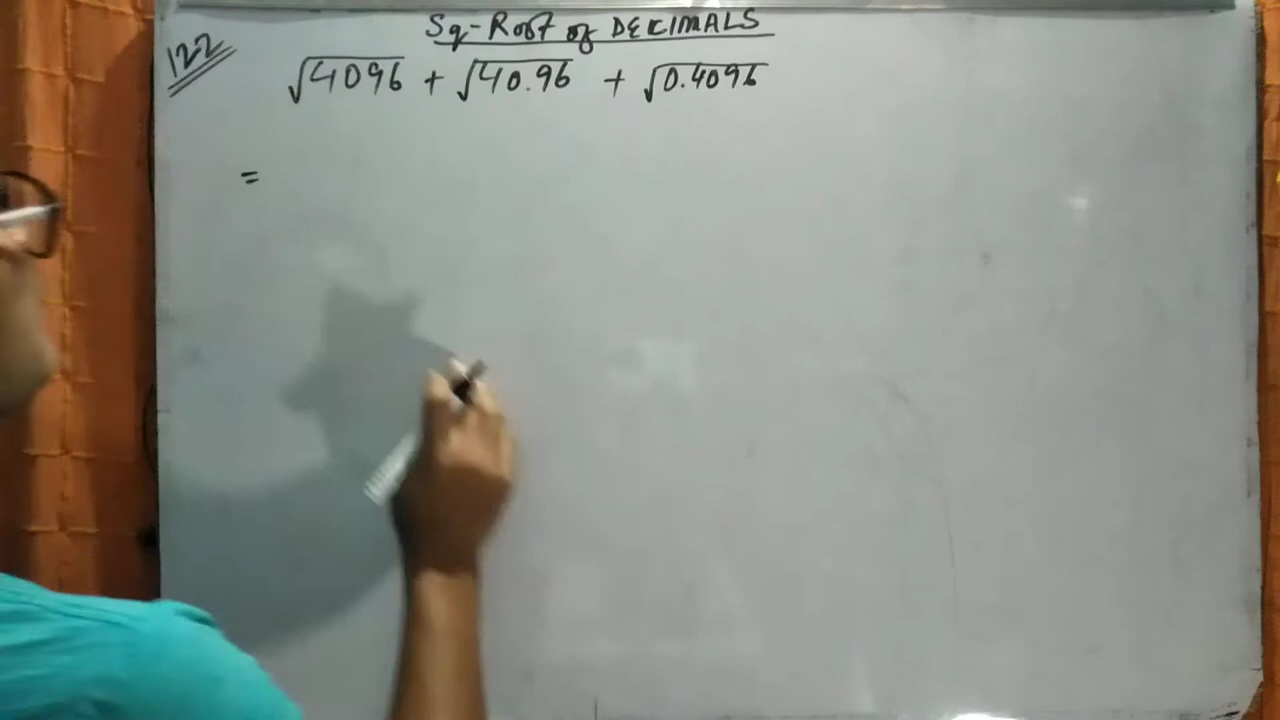 Sq-Root of DECIMALS
122
√4096 + √40.96 + √0.4096
=